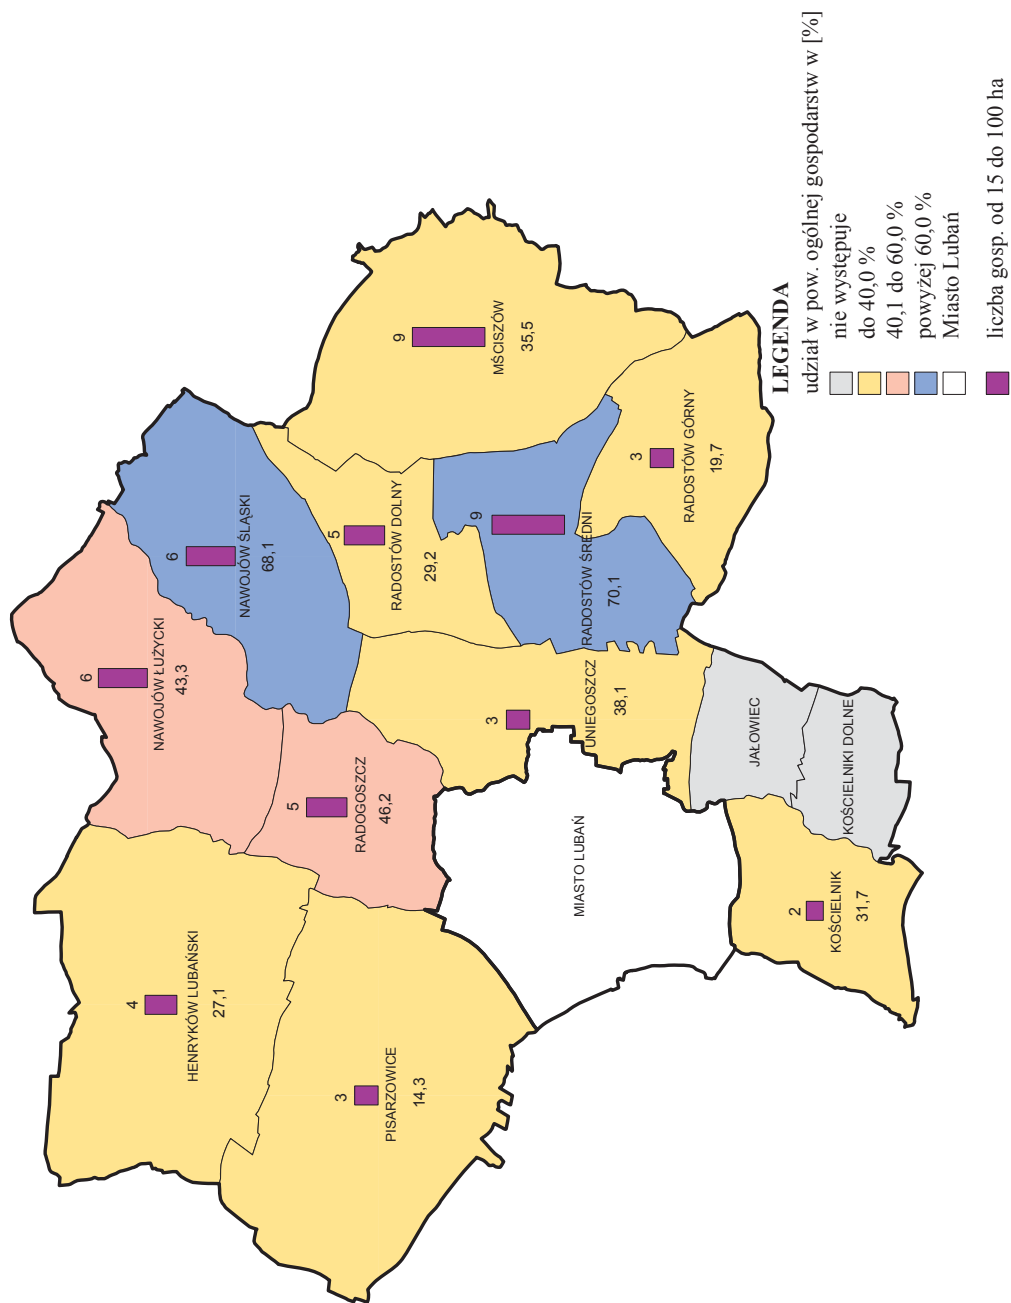 6
NAWOJÓW ŁUŻYCKI
43,3
6
NAWOJÓW ŚLĄSKI
68,1
4
HENRYKÓW LUBAŃSKI
27,1
5
RADOGOSZCZ
46,2
5
RADOSTÓW DOLNY
29,2
9
MŚCISZÓW
35,5
3
PISARZOWICE
14,3
3
UNIEGOSZCZ
38,1
9
RADOSTÓW ŚREDNI
70,1
3
RADOSTÓW GÓRNY
19,7
MIASTO LUBAŃ
JAŁOWIEC
KOŚCIELNIKI DOLNE
2
KOŚCIELNIK
31,7
LEGENDA
udział w pow. ogólnej gospodarstw w [%]
nie występuje
do 40,0 %
40,1 do 60,0 %
powyżej 60,0 %
Miasto Lubań
liczba gosp. od 15 do 100 ha